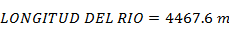 LONGITUD DEL RIO = 4467.6 m